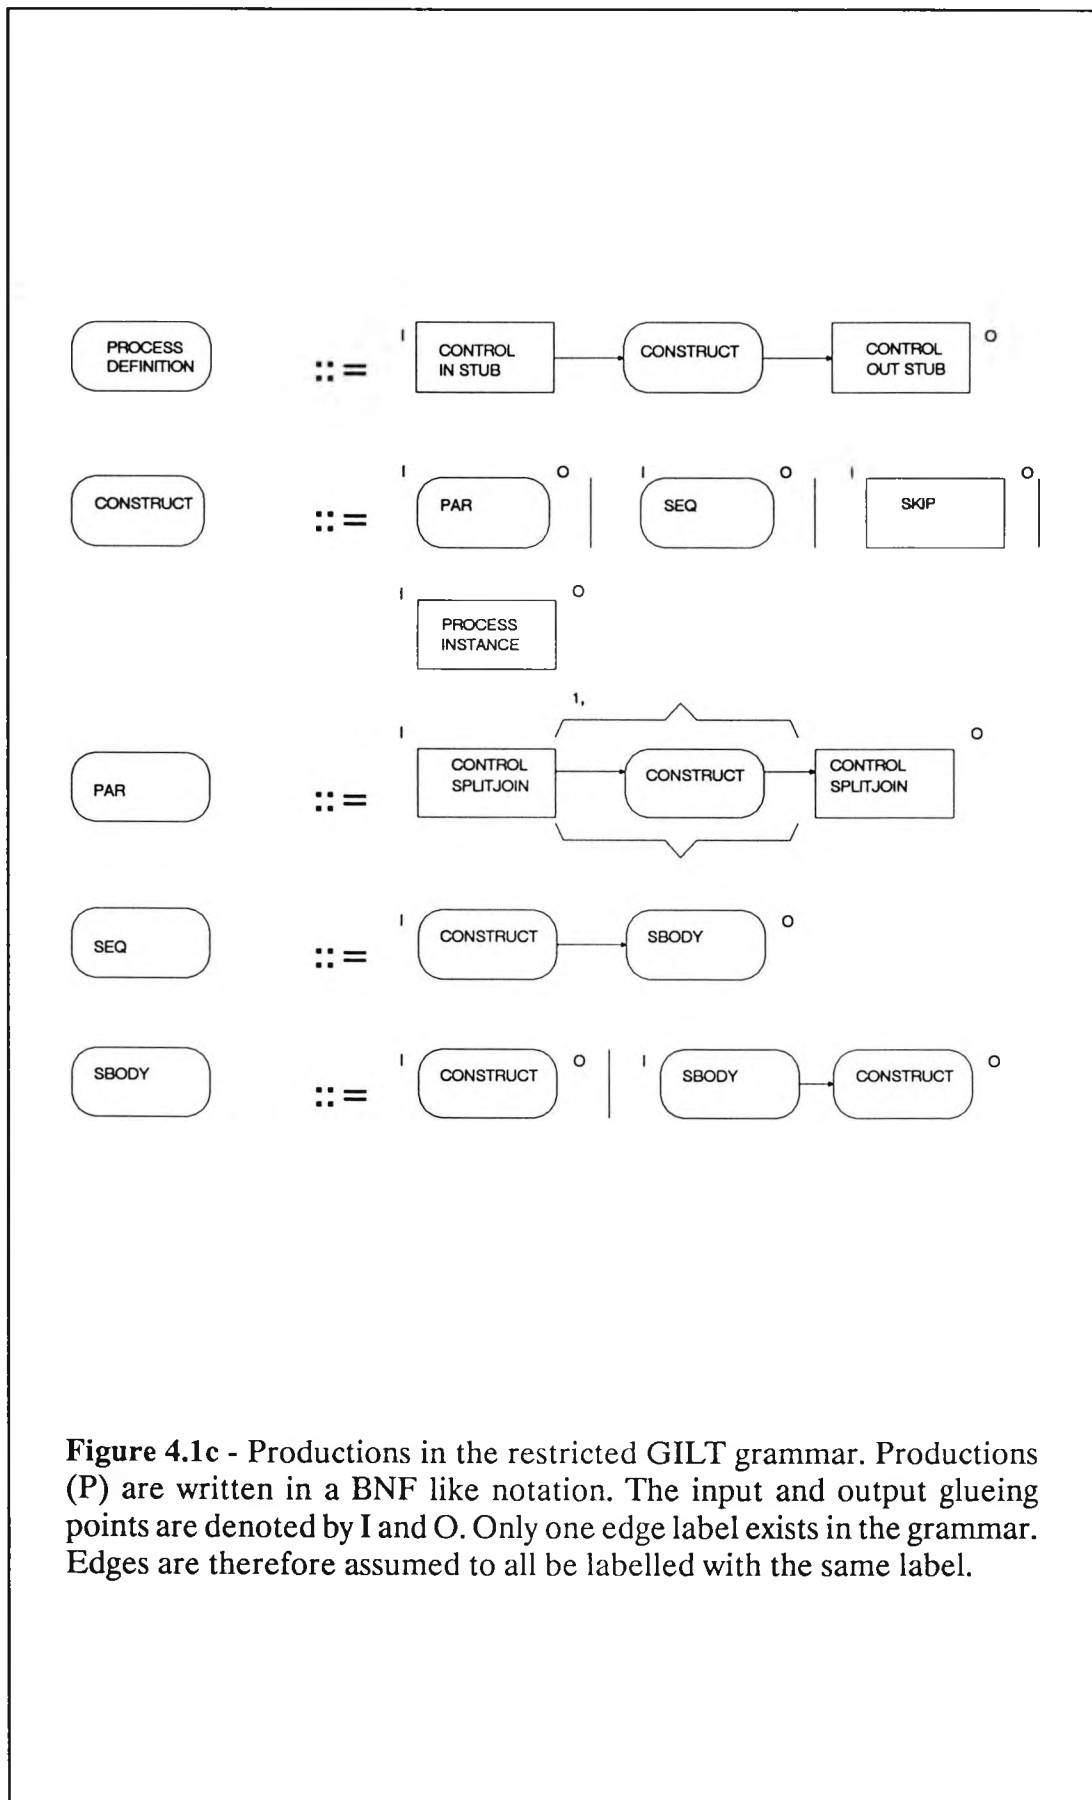 PROCESS DEFINITION ::= I CONTROL IN STUB CONSTRUCT CONTROL OUT STUB O
CONSTRUCT ::= I PAR O | I SEQ O | I SKIP O |
I PROCESS INSTANCE O
1,
PAR ::= I CONTROL SPLITJOIN CONSTRUCT CONTROL SPLITJOIN O
SEQ ::= I CONSTRUCT SBODY O
SBODY ::= I CONSTRUCT O | I SBODY CONSTRUCT O
Figure 4.1c - Productions in the restricted GILT grammar. Productions
(P) are written in a BNF like notation. The input and output glueing
points are denoted by I and O. Only one edge label exists in the grammar.
Edges are therefore assumed to all be labelled with the same label.